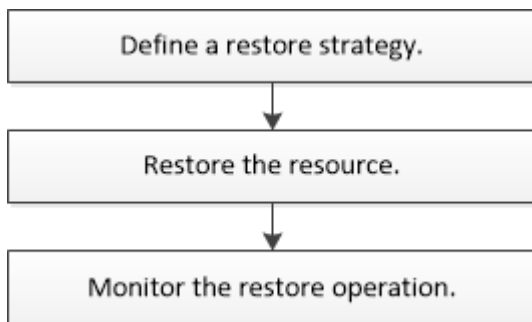 Define a restore strategy.
Restore the resource.
Monitor the restore operation.